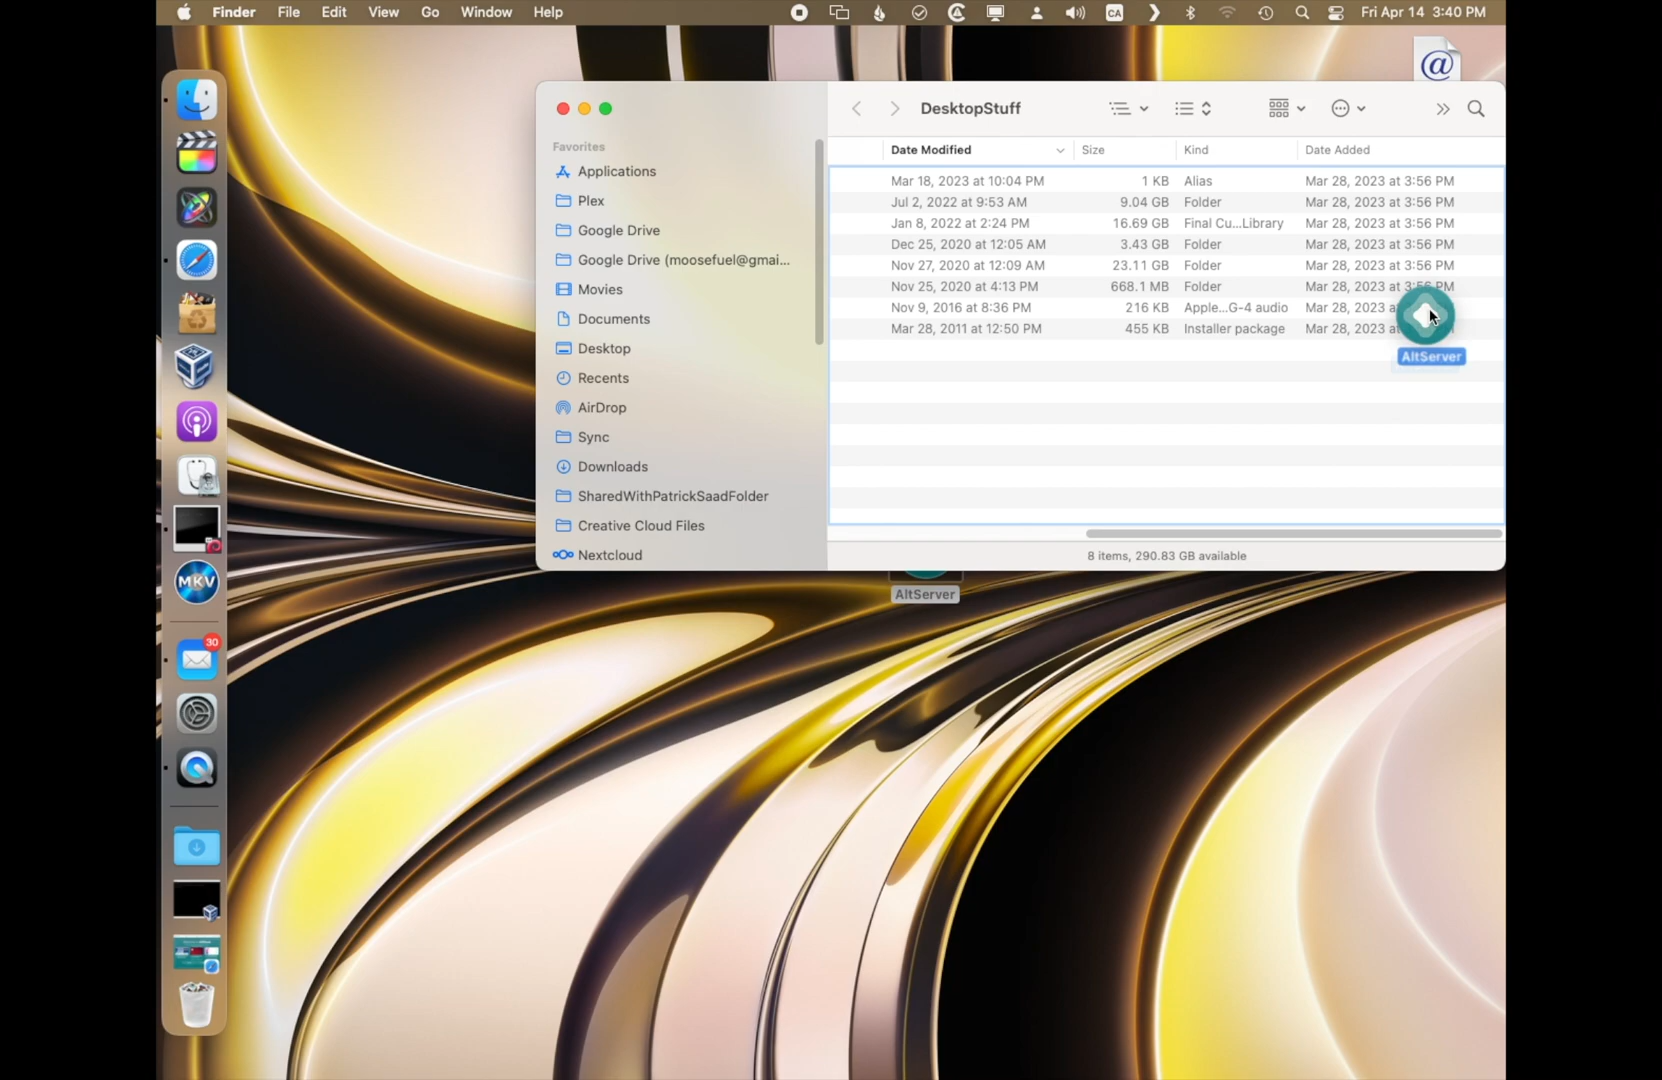 Finder File Edit View Go Window Help CA Fri Apr 14 3:40 PM
@
DesktopStuff
Favorites
Applications
Plex
Google Drive
Google Drive (moosefuel@gmai...
Movies
Documents
Desktop
Recents
AirDrop
Sync
Downloads
SharedWithPatrickSaadFolder
Creative Cloud Files
Nextcloud
Date Modified Size Kind Date Added
Mar 18, 2023 at 10:04 PM 1 KB Alias Mar 28, 2023 at 3:56 PM
Jul 2, 2022 at 9:53 AM 9.04 GB Folder Mar 28, 2023 at 3:56 PM
Jan 8, 2022 at 2:24 PM 16.69 GB Final Cu...Library Mar 28, 2023 at 3:56 PM
Dec 25, 2020 at 12:05 AM 3.43 GB Folder Mar 28, 2023 at 3:56 PM
Nov 27, 2020 at 12:09 AM 23.11 GB Folder Mar 28, 2023 at 3:56 PM
Nov 25, 2020 at 4:13 PM 668.1 MB Folder Mar 28, 2023 at 3:56 PM
Nov 9, 2016 at 8:36 PM 216 KB Apple...G-4 audio Mar 28, 2023 at
Mar 28, 2011 at 12:50 PM 455 KB Installer package Mar 28, 2023 at
AltServer
8 items, 290.83 GB available
AltServer
MKV
30